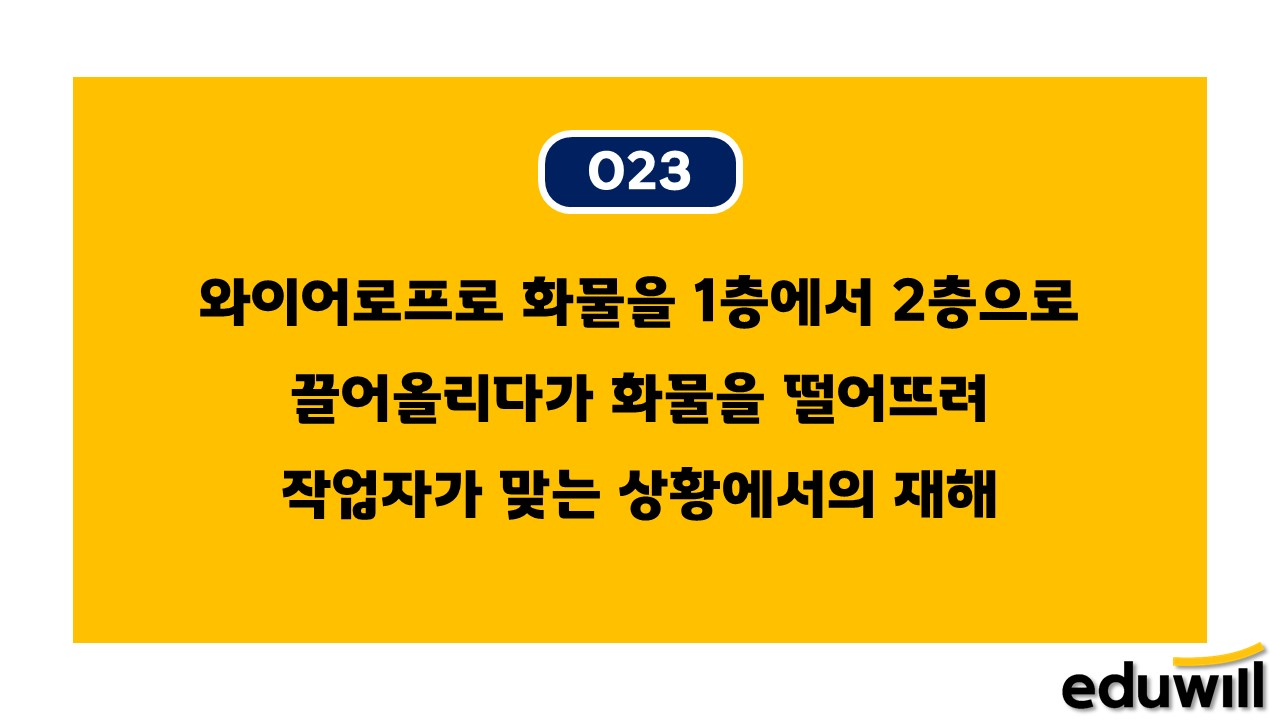 023
와이어로프로 화물을 1층에서 2층으로
끌어올리다가 화물을 떨어뜨려
작업자가 맞는 상황에서의 재해
eduwill